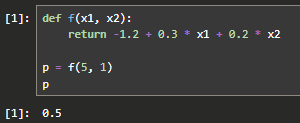 [1]: def f(x1, x2):
    return -1.2 + 0.3 * x1 + 0.2 * x2

p = f(5, 1)
p
[1]: 0.5